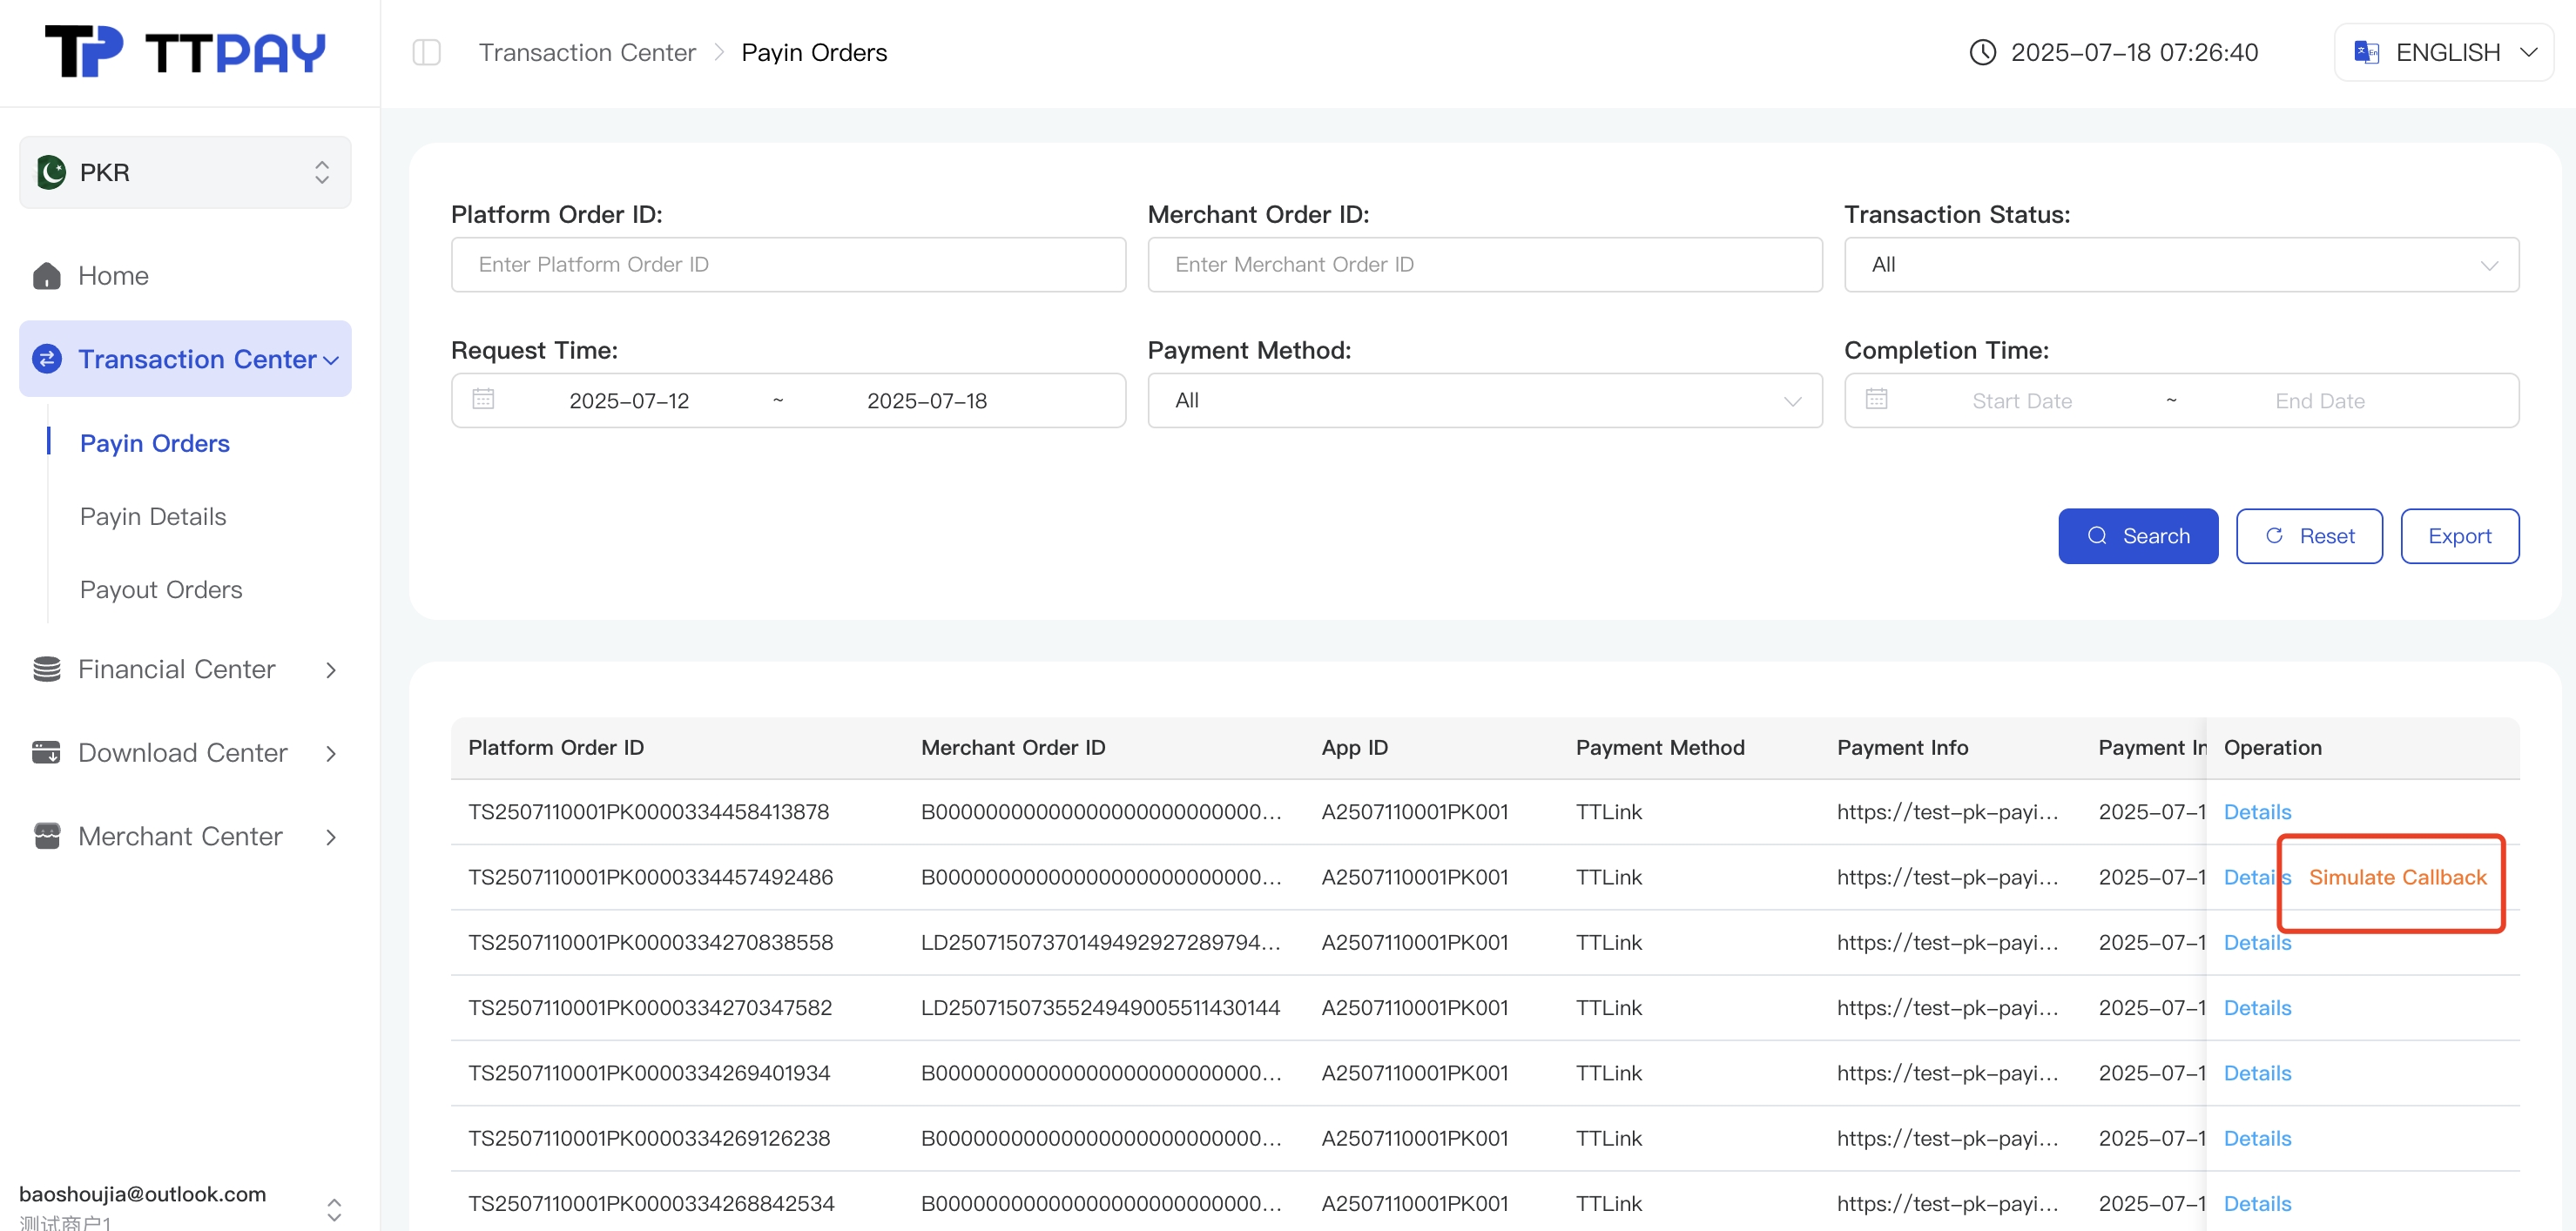 TP TTPAY
Transaction Center > Payin Orders
2025-07-18 07:26:40
ENGLISH
PKR
Home
Transaction Center
Payin Orders
Payin Details
Payout Orders
Financial Center
Download Center
Merchant Center
baoshoujia@outlook.com
测试商户1
Platform Order ID: Merchant Order ID: Transaction Status:
Enter Platform Order ID Enter Merchant Order ID All
Request Time: Payment Method: Completion Time:
2025-07-12 ~ 2025-07-18 All Start Date ~ End Date
Search Reset Export
Platform Order ID Merchant Order ID App ID Payment Method Payment Info Payment In Operation
TS2507110001PK0000334458413878 B00000000000000000000000000... A2507110001PK001 TTLink https://test-pk-payi... 2025-07-1 Details
TS2507110001PK0000334457492486 B00000000000000000000000000... A2507110001PK001 TTLink https://test-pk-payi... 2025-07-1 Details Simulate Callback
TS2507110001PK0000334270838558 LD25071507370149492927289794... A2507110001PK001 TTLink https://test-pk-payi... 2025-07-1 Details
TS2507110001PK0000334270347582 LD2507150735524949005511430144 A2507110001PK001 TTLink https://test-pk-payi... 2025-07-1 Details
TS2507110001PK0000334269401934 B00000000000000000000000000... A2507110001PK001 TTLink https://test-pk-payi... 2025-07-1 Details
TS2507110001PK0000334269126238 B00000000000000000000000000... A2507110001PK001 TTLink https://test-pk-payi... 2025-07-1 Details
TS2507110001PK0000334268842534 B00000000000000000000000000... A2507110001PK001 TTLink https://test-pk-payi... 2025-07-1 Details